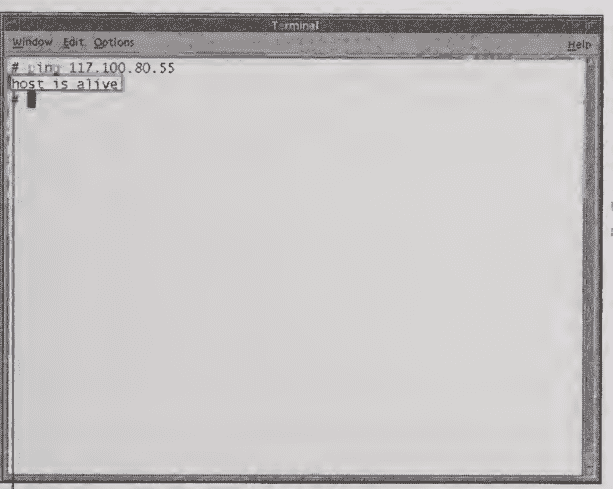 Terminal
Window Edit Options Help
# ping 117.100.80.55
host is alive
#